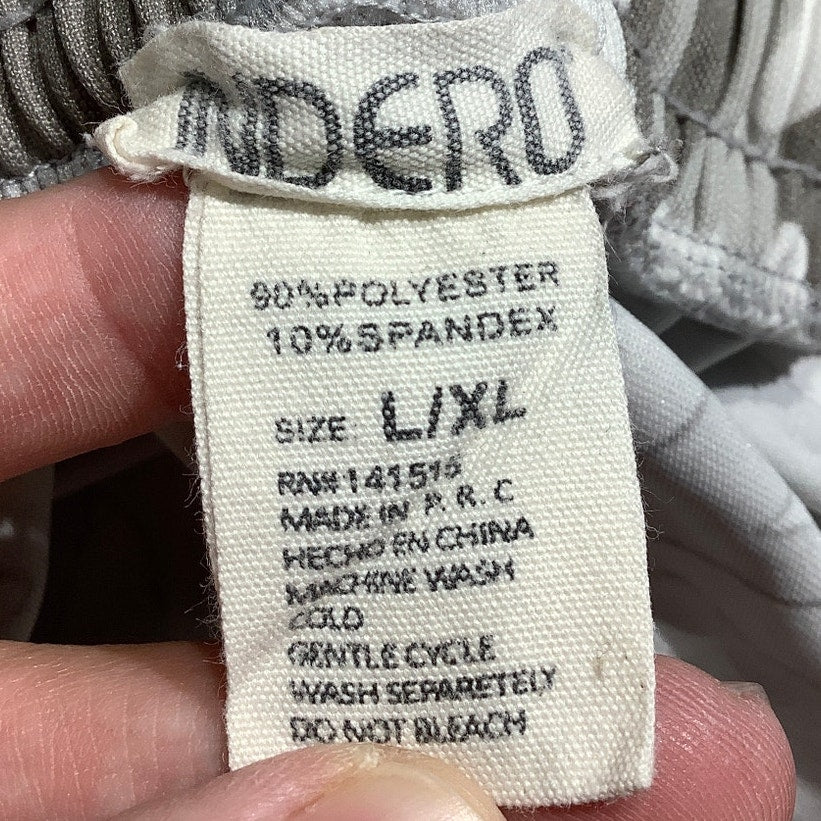 INDERO
90%POLYESTER
10%SPANDEX
SIZE: L/XL
RN#141515
MADE IN P. R. C
HECHO EN CHINA
MACHINE WASH
COLD
GENTLE CYCLE
WASH SEPARETELY
DO NOT BLEACH